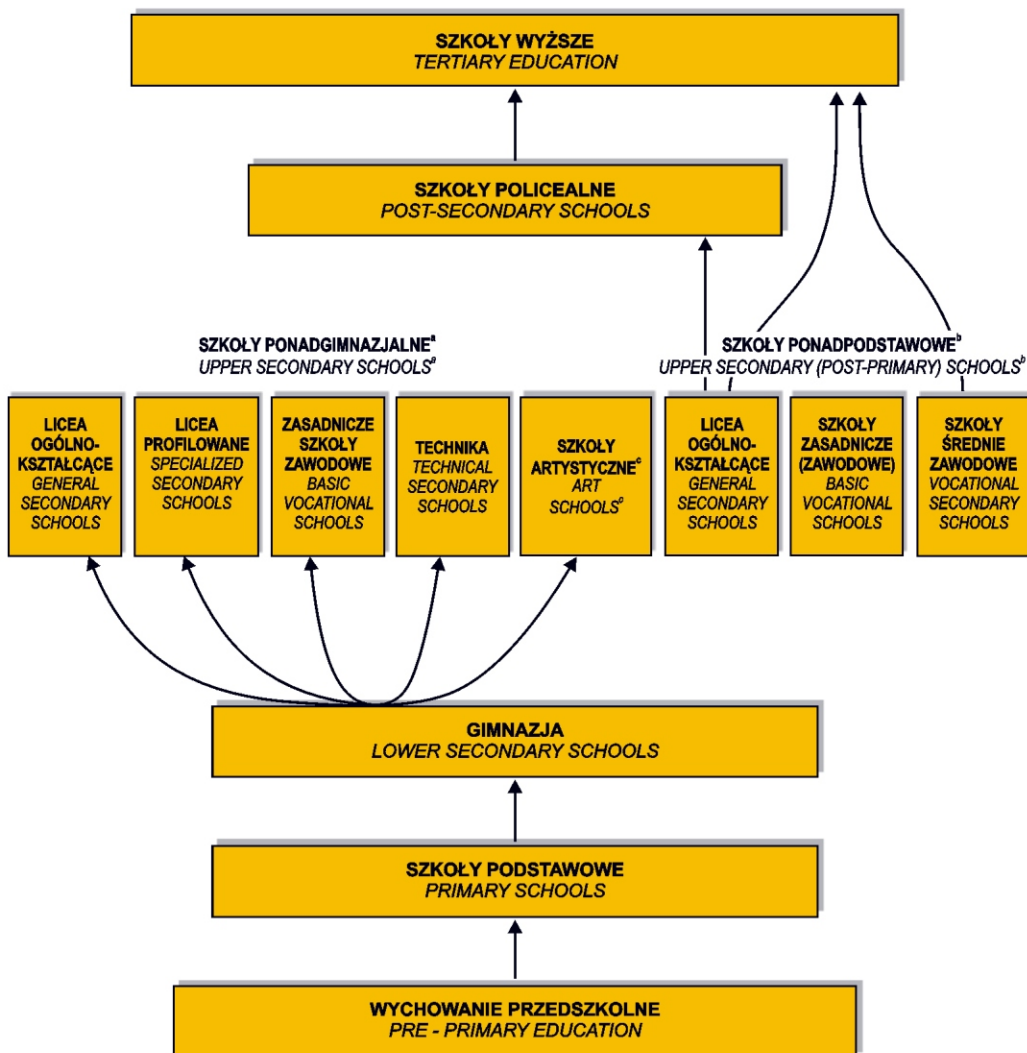 SZKOŁY WYŻSZE
TERTIARY EDUCATION
SZKOŁY POLICEALNE
POST-SECONDARY SCHOOLS
SZKOŁY PONADGIMNAZJALNEᵃ
UPPER SECONDARY SCHOOLSᵃ
SZKOŁY PONADPODSTAWOWEᵇ
UPPER SECONDARY (POST-PRIMARY) SCHOOLSᵇ
LICEA
OGÓLNO-
KSZTAŁCĄCE
GENERAL
SECONDARY
SCHOOLS
LICEA
PROFILOWANE
SPECIALIZED
SECONDARY
SCHOOLS
ZASADNICZE
SZKOŁY
ZAWODOWE
BASIC
VOCATIONAL
SCHOOLS
TECHNIKA
TECHNICAL
SECONDARY
SCHOOLS
SZKOŁY
ARTYSTYCZNEᶜ
ART
SCHOOLSᶜ
LICEA
OGÓLNO-
KSZTAŁCĄCE
GENERAL
SECONDARY
SCHOOLS
SZKOŁY
ZASADNICZE
(ZAWODOWE)
BASIC
VOCATIONAL
SCHOOLS
SZKOŁY
ŚREDNIE
ZAWODOWE
VOCATIONAL
SECONDARY
SCHOOLS
GIMNAZJA
LOWER SECONDARY SCHOOLS
SZKOŁY PODSTAWOWE
PRIMARY SCHOOLS
WYCHOWANIE PRZEDSZKOLNE
PRE - PRIMARY EDUCATION